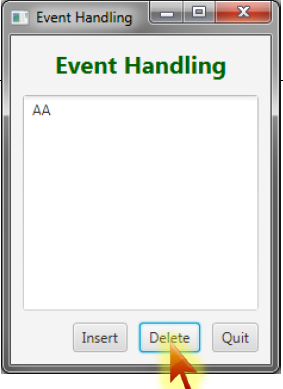 Event Handling
Event Handling
AA
Insert Delete Quit